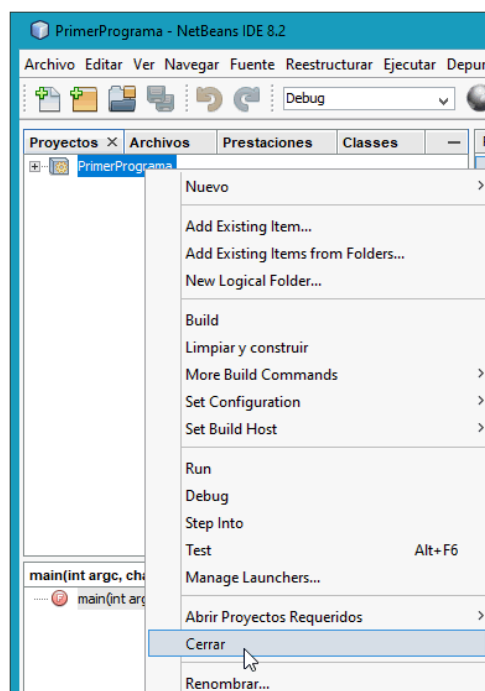 PrimerPrograma - NetBeans IDE 8.2
Archivo Editar Ver Navegar Fuente Reestructurar Ejecutar Depur
Debug
Proyectos × Archivos Prestaciones Classes
PrimerPrograma
Nuevo
Add Existing Item...
Add Existing Items from Folders...
New Logical Folder...
Build
Limpiar y construir
More Build Commands
Set Configuration
Set Build Host
Run
Debug
Step Into
Test Alt+F6
Manage Launchers...
main(int argc, cha
main(int arg
Abrir Proyectos Requeridos
Cerrar
Renombrar...